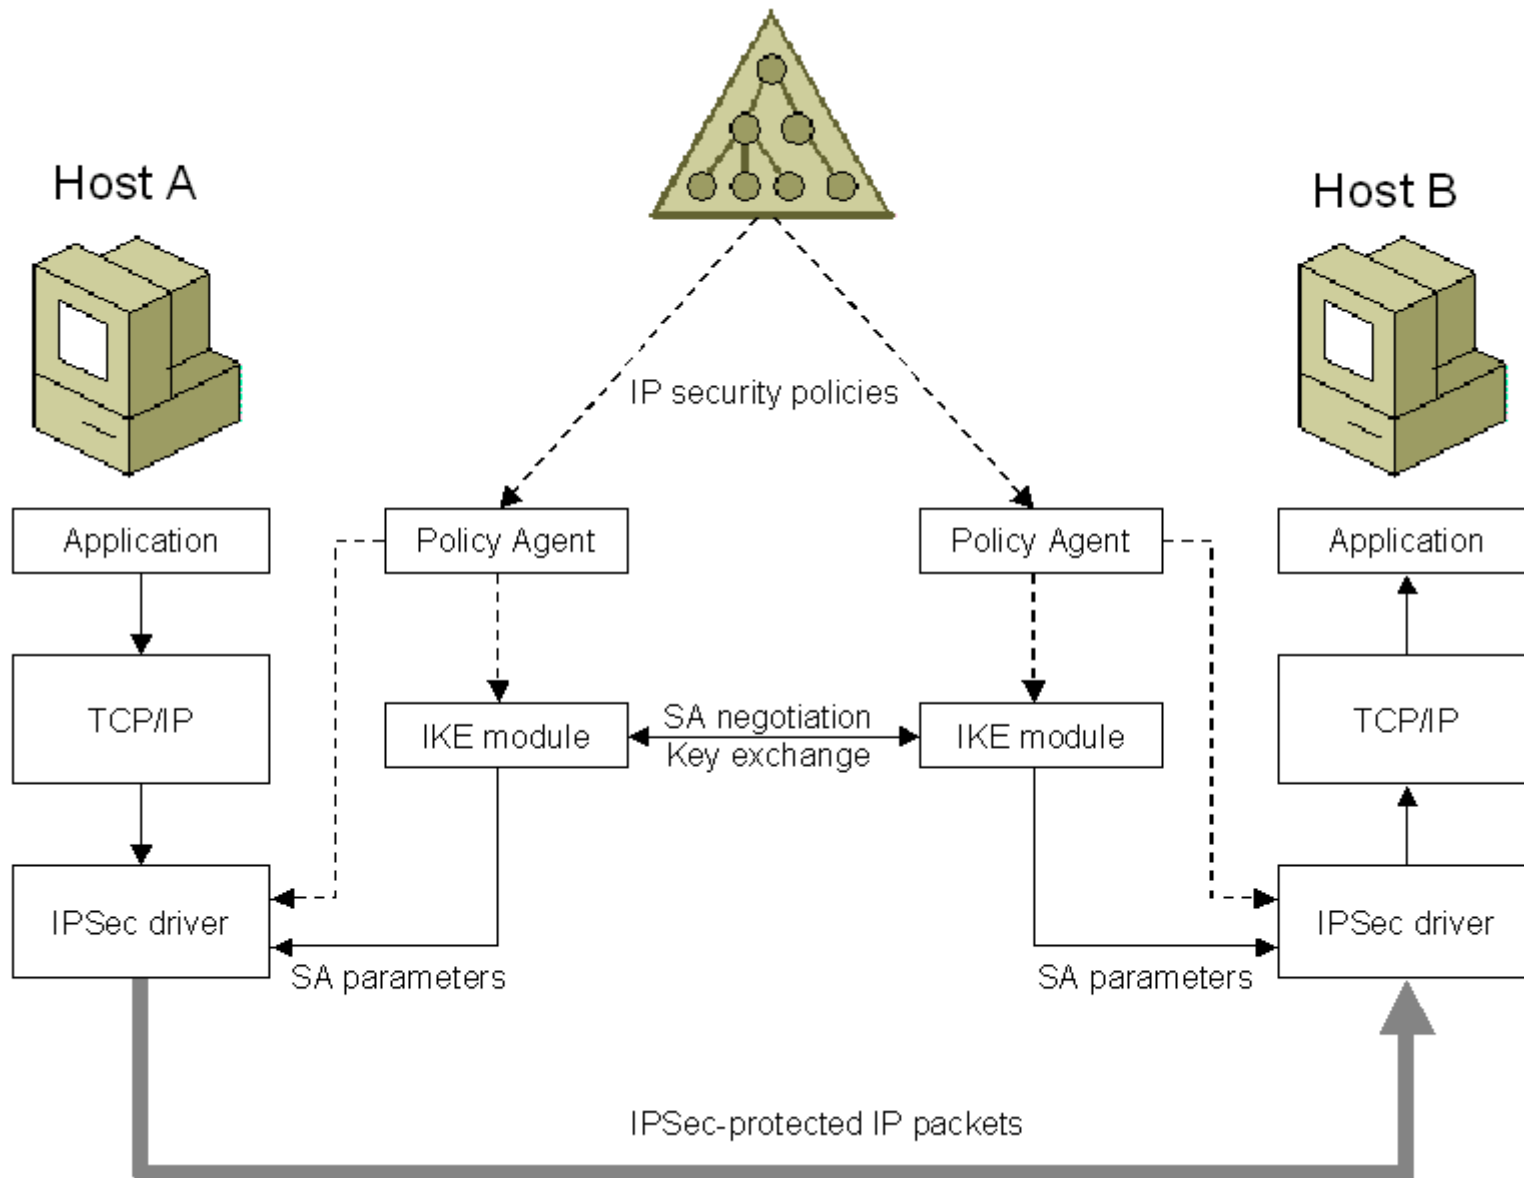 Host A
Host B
IP security policies
Application
Policy Agent
Policy Agent
Application
TCP/IP
IKE module
SA negotiation
Key exchange
IKE module
TCP/IP
IPSec driver
SA parameters
SA parameters
IPSec driver
IPSec-protected IP packets